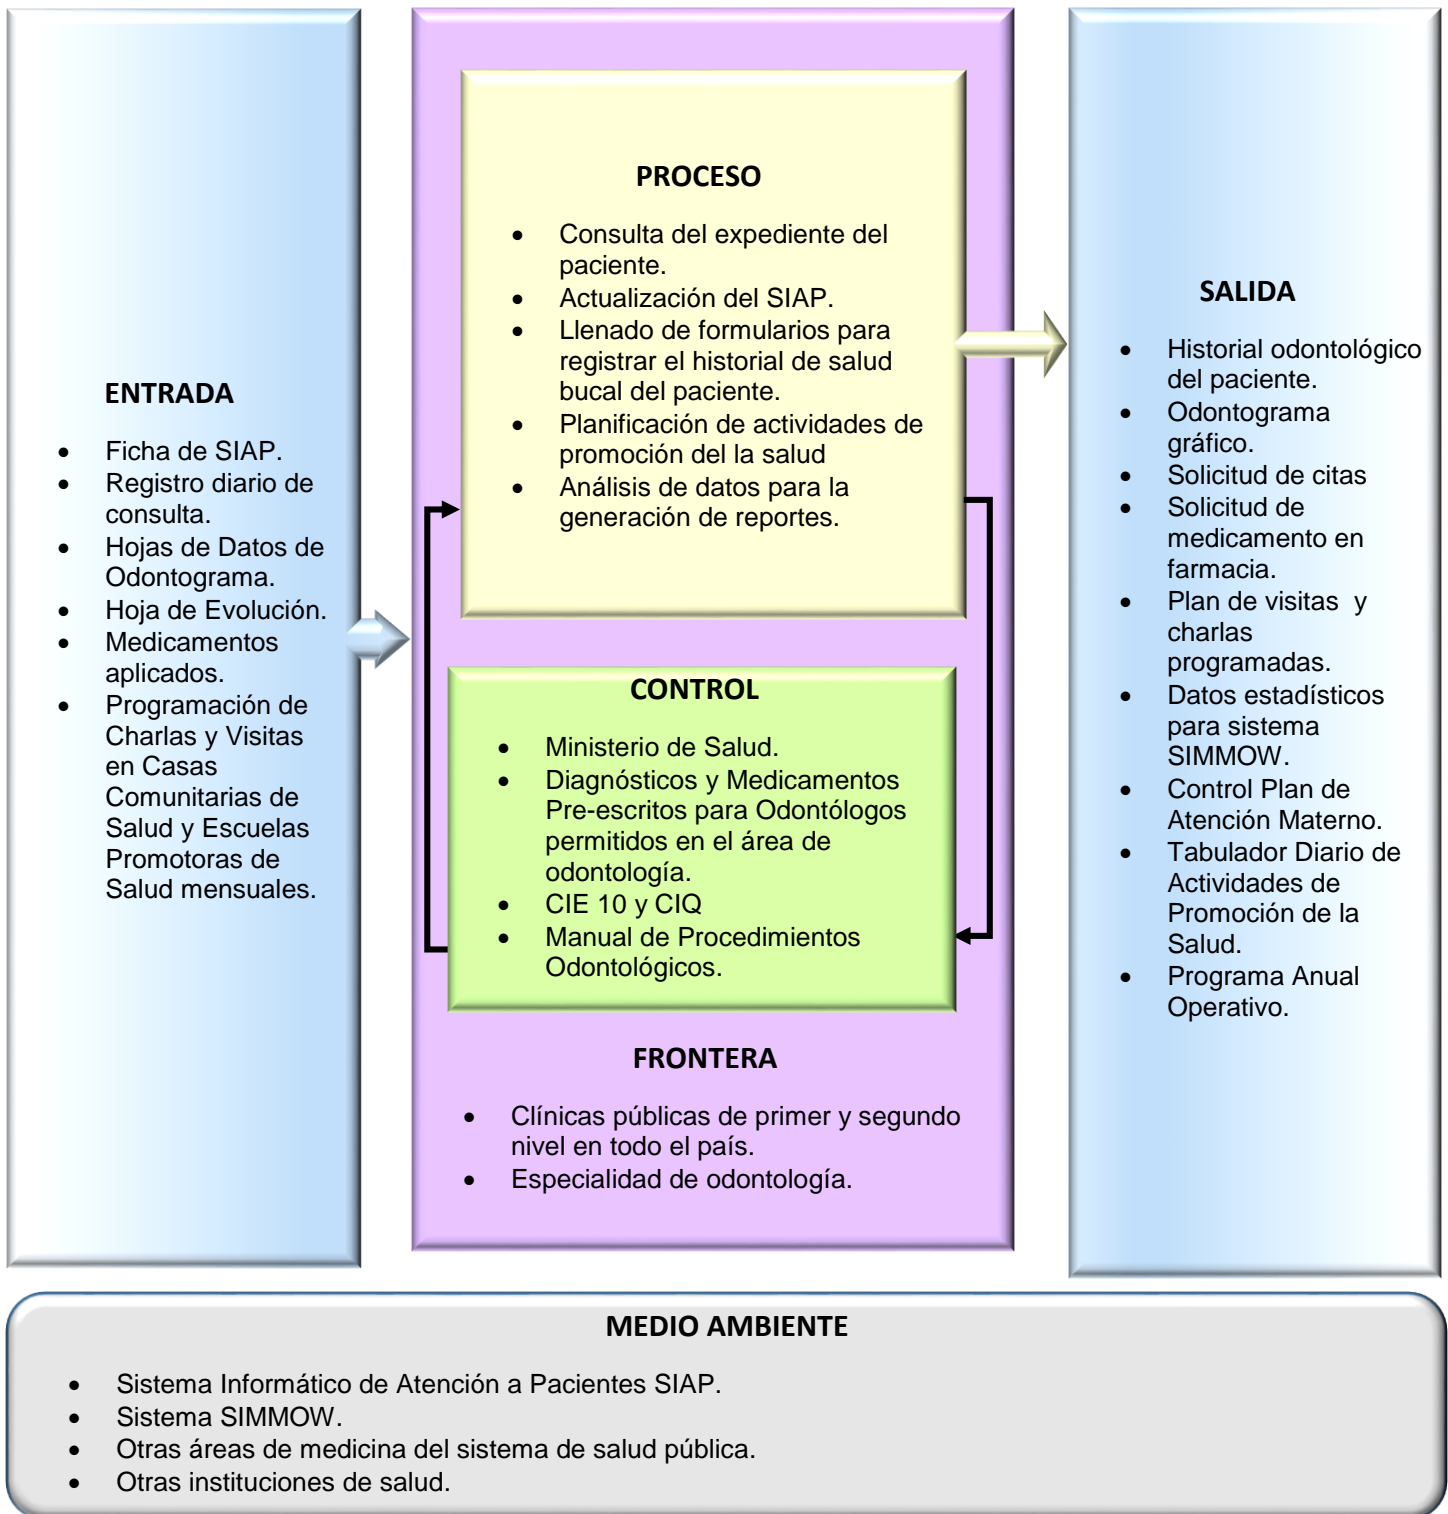 ENTRADA
• Ficha de SIAP.
• Registro diario de
consulta.
• Hojas de Datos de
Odontograma.
• Hoja de Evolución.
• Medicamentos
aplicados.
• Programación de
Charlas y Visitas
en Casas
Comunitarias de
Salud y Escuelas
Promotoras de
Salud mensuales.
PROCESO
• Consulta del expediente del
paciente.
• Actualización del SIAP.
• Llenado de formularios para
registrar el historial de salud
bucal del paciente.
• Planificación de actividades de
promoción del la salud
• Análisis de datos para la
generación de reportes.
CONTROL
• Ministerio de Salud.
• Diagnósticos y Medicamentos
Pre-escritos para Odontólogos
permitidos en el área de
odontología.
• CIE 10 y CIQ
• Manual de Procedimientos
Odontológicos.
FRONTERA
• Clínicas públicas de primer y segundo
nivel en todo el país.
• Especialidad de odontología.
SALIDA
• Historial odontológico
del paciente.
• Odontograma
gráfico.
• Solicitud de citas
• Solicitud de
medicamento en
farmacia.
• Plan de visitas y
charlas
programadas.
• Datos estadísticos
para sistema
SIMMOW.
• Control Plan de
Atención Materno.
• Tabulador Diario de
Actividades de
Promoción de la
Salud.
• Programa Anual
Operativo.
MEDIO AMBIENTE
• Sistema Informático de Atención a Pacientes SIAP.
• Sistema SIMMOW.
• Otras áreas de medicina del sistema de salud pública.
• Otras instituciones de salud.